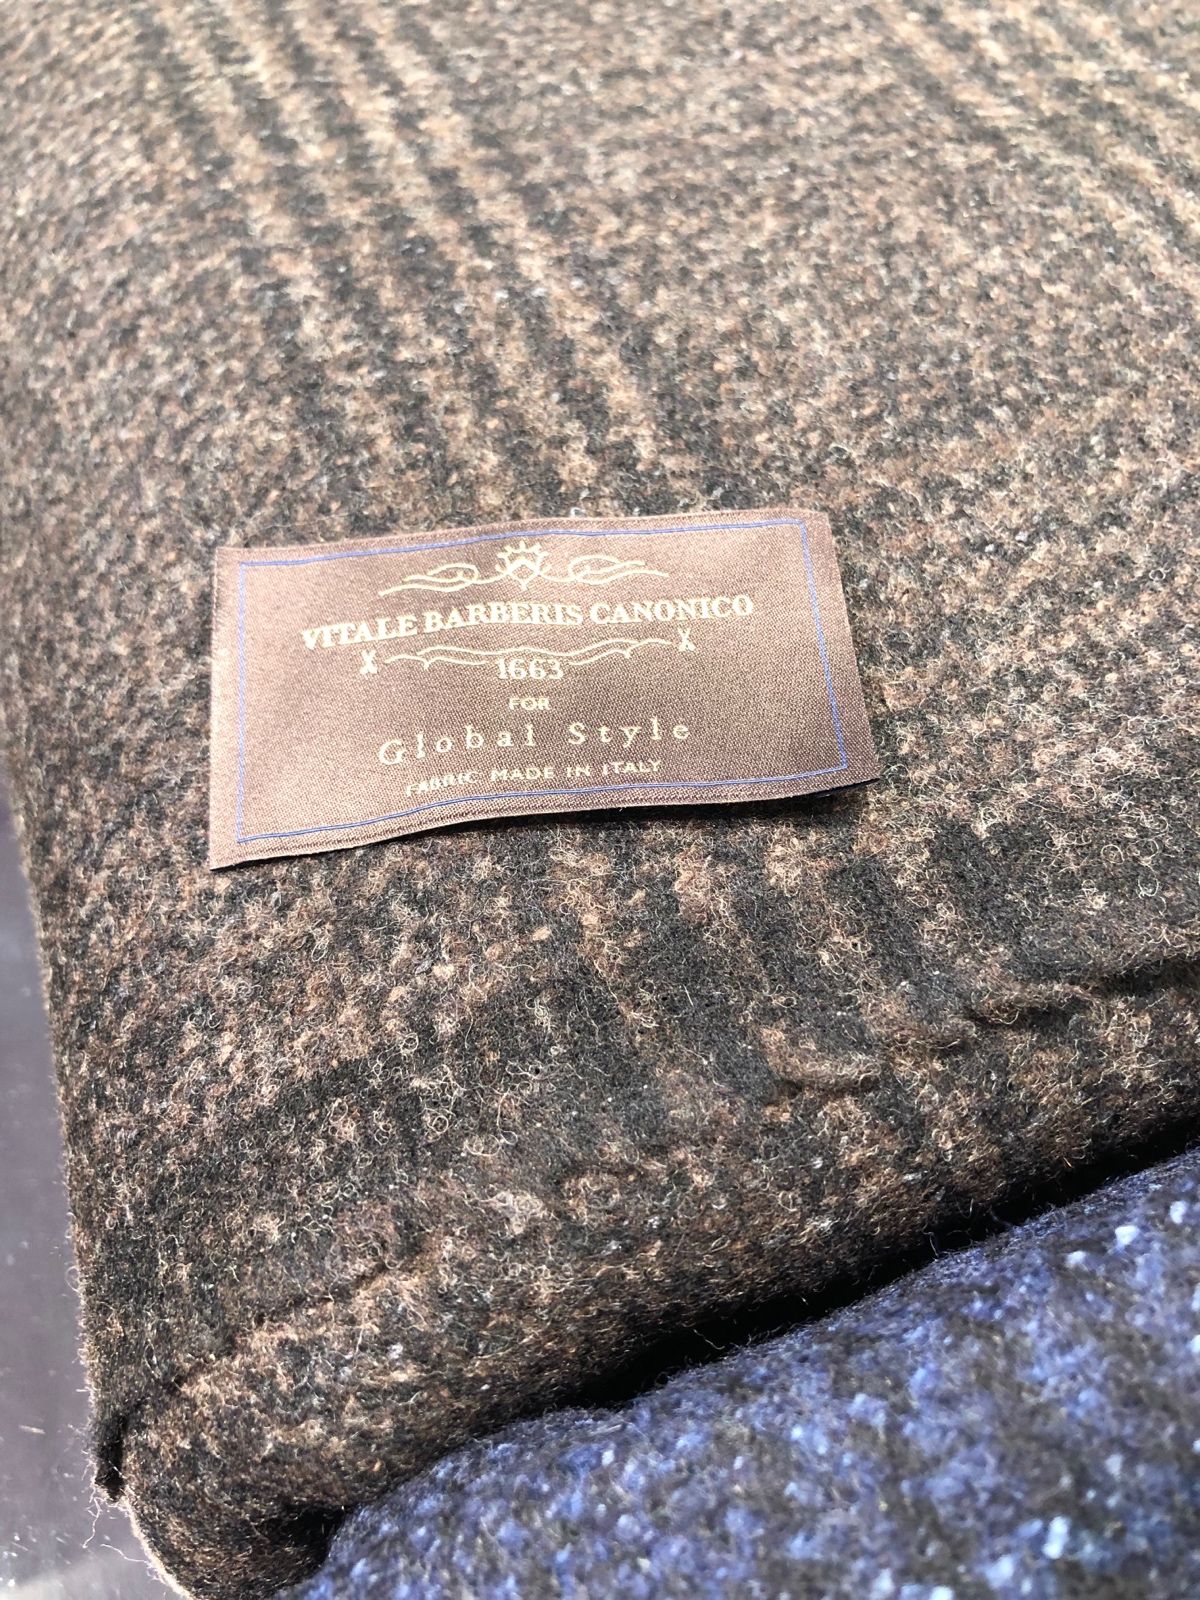 VITALE BARBERIS CANONICO
1663
FOR
Global Style
FABRIC MADE IN ITALY